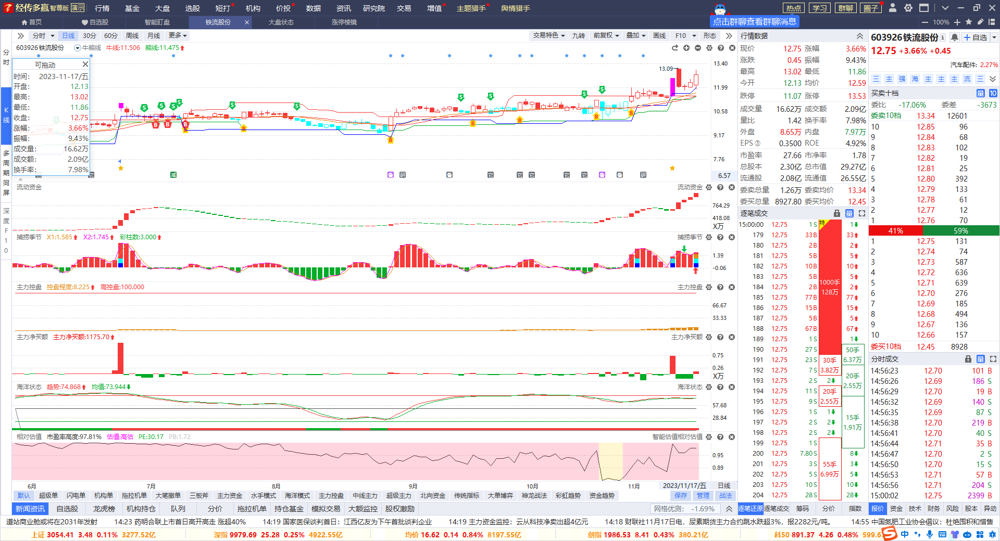 经传多赢 智尊版 演示 行情 基金 大盘 选股 短打 机构 价投 数据 资讯 研究院 交易 增值 主题猎手 舆情猎手 热点 学习 群聊 圈子
点击群聊查看群聊消息
首页 自选股 智能盯盘 铁流股份 × 大盘状态 涨停棱镜 100%
分时 日线 30分 60分 周线 月线 更多 交易特色 九转 前复权 叠加 画线 F10 形态
603926 铁流股份 牛熊线 牛线:11.506 熊线:11.475
分时
K线
多周期同屏
深度F10
可拖动
时间: 2023-11-17/五
开盘: 12.13
最高: 13.02
最低: 11.86
收盘: 12.75
涨幅: 3.66%
振幅: 9.43%
成交量: 16.62万
成交额: 2.09亿
换手率: 7.98%
13.09
13.40
11.99
10.58
9.17
7.76
6.57
流动资金 流动资金
764.29
418.08
X万
捕捞季节 X1:1.585 X2:1.745 彩柱数:3.000 捕捞季节
1.39
-0.06
主力控盘 控盘程度:8.225 高控盘:100.000 主力控盘
66.67
33.33
主力净买额 主力净买额:1175.70 主力净买额
0.75
0.26
X万
海洋状态 趋势:74.868 均值:73.944 海洋状态
57.68
28.84
相对估值 市盈率高度:97.81% 估值:高估 PE:30.17 PB:1.72 智能估值相对估值
0.95
0.89
6月 7月 8月 9月 10月 11月 2023/11/17/五 日线
默认 超级单 闪电单 机构单 拖拉机单 大笔撤单 三板斧 主力资金 水手模式 海洋模式 主力控盘 中线主力 超级主力 北向资金 传统指标 大单博弈 神龙战法 彩虹趋势 资金趋势 保存 管理 战法
新闻资讯 自选股 龙虎榜 机构持仓 队列 分价 拖拉机单 持仓基金 模拟交易 大额监控 股权激励 网格优测: -1.69%
行情数据
现价 12.75 涨幅 3.66%
涨跌 0.45 振幅 9.43%
最高 13.02 最低 11.86
今开 12.13 均价 12.59
跌停 11.07 涨停 13.53
成交量 16.62万 成交额 2.09亿
量比 1.42 换手率 7.98%
外盘 8.65万 内盘 7.97万
EPS③ 0.3500 ROE 4.92%
市盈率 27.66 市净率 1.78
总股本 2.30亿 总市值 29.27亿
流通股 2.08亿 流通值 26.55亿
委卖总量 1.26万 委卖均价 13.34
委买总量 8927.80 委买均价 12.45
逐笔成交 量
15:00:00 12.75 1 S 特 1
179 12.75 33 B 33
180 12.75 2 B 2
181 12.75 5 B 5
182 12.75 10 B 10
183 12.75 5 B 5
184 12.75 2 B 2
1000手
128万
185 12.75 77 B 77
186 12.75 15 B 15
187 12.75 5 B 5
188 12.75 67 B 67
189 12.75 1 S 1
190 12.75 27 S 50手
191 12.75 23 S 30手 6.37万
192 12.75 7 S 3.82万
193 12.75 2 S 2 20手
194 12.75 11 S 20手 2.55万
195 12.75 9 S 2.55万
196 12.75 1 S 1
197 12.75 2 S 2 15手
198 12.75 2 S 2 1.91万
199 12.75 1 S
200 12.75 7.80 S 8
201 12.75 3 S 55手 3
202 12.75 5 S 6.99万 5
203 12.75 10 S 10
204 12.75 28 S 28
逐笔还原 逐笔成交 筹码 分价 指数
603926 铁流股份 自选
12.75 +3.66% +0.45
汽车配件: 2.27%
三 主 强 海 主 主 主 流 三
买卖十档 量 10
委比 -17.06% 委差 -3673
委卖10档 13.34 12601
10 12.85 96
9 12.84 68
8 12.83 102
7 12.82 19
6 12.81 25
5 12.80 392
4 12.79 133
3 12.78 61
2 12.77 12
1 12.76 70
41% 59%
1 12.75 131
2 12.74 74
3 12.73 587
4 12.72 636
5 12.71 639
6 12.70 276
7 12.69 185
8 12.68 494
9 12.67 136
10 12.66 157
委买10档 12.45 8928
分时成交 量
14:56:23 12.70 101 B
14:56:26 12.69 186 S
14:56:29 12.70 19 B
14:56:32 12.69 140 S
14:56:35 12.69 87 S
14:56:38 12.70 219 B
14:56:41 12.70 40 S
14:56:44 12.71 35 B
14:56:47 12.70 2 S
14:56:50 12.70 15 S
14:56:53 12.71 57 B
14:56:56 12.71 204 S
15:00:02 12.75 2399 B
报价 资金 技术 财务 风险 股本 异动
道站商业舱或将在2031年发射 14:23 药明合联上市首日高开高走 涨超40% 14:19 国家医保谈判首日：江西亿友为下午首批谈判企业 14:19 主力资金监控：云从科技净卖出超4亿元 14:18 财联社11月17日电，尿素期货主力合约跳水跌超3%，报2282元/吨。 14:55 中国氮肥工业协会倡议：杜绝囤积和惜售
上证 3054.41 3.48 0.11% 3277.52亿 深指 9979.69 25.28 0.25% 4922.55亿 均价 16.62 0.14 0.84% 8197.55亿 创指 1986.53 8.41 0.43% 380.21亿 科50 891.37 4.26 0.48% 599.6 中